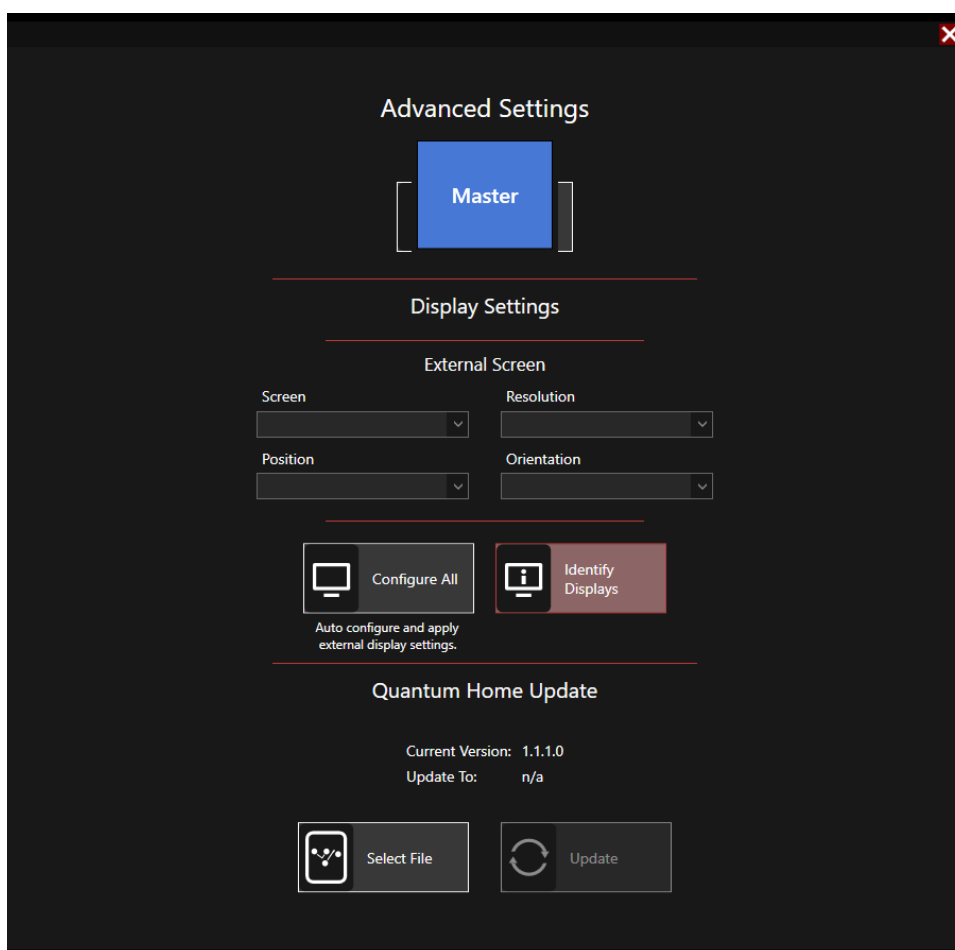 Advanced Settings
Master
Display Settings
External Screen
Screen
Resolution
Position
Orientation
Configure All
Identify
Displays
Auto configure and apply
external display settings.
Quantum Home Update
Current Version: 1.1.1.0
Update To: n/a
Select File
Update